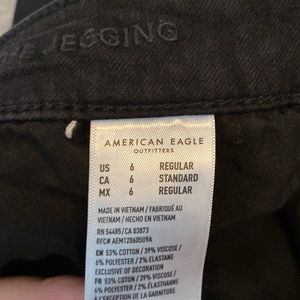 JEGGING
AMERICAN EAGLE
OUTFITTERS
US 6 REGULAR
CA 6 STANDARD
MX 6 REGULAR
MADE IN VIETNAM / FABRIQUÉ AU
VIETNAM / HECHO EN VIETNAM
RN 54485/CA 03873
RFC# AEM120605U9A
EN 53% COTTON / 39% VISCOSE /
6% POLYESTER / 2% ELASTANE
EXCLUSIVE OF DECORATION
FR 53% COTON / 39% VISCOSE /
6% POLYESTER / 2% ÉLASTHANNE
À L'EXCEPTION DE LA GARNITURE